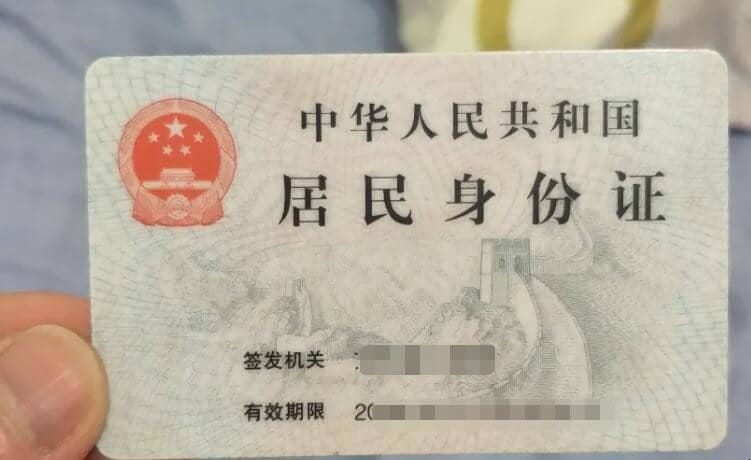 中华人民共和国
居民身份证
签发机关
有效期限 20